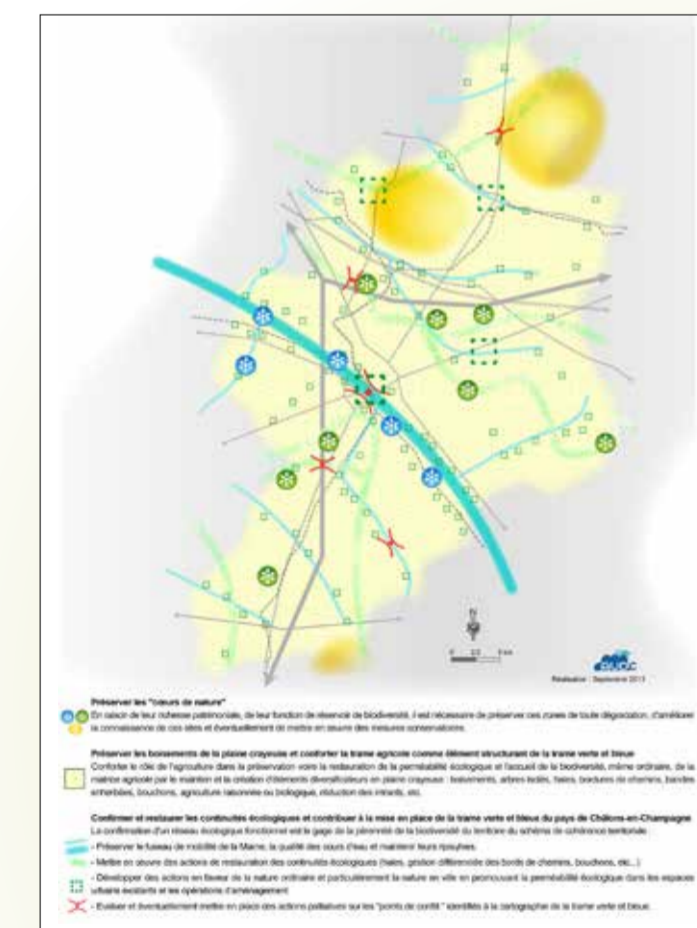 N
0 2,5 5 km
AUDC
Réalisation : Septembre 2013
Préserver les "cœurs de nature"
En raison de leur richesse patrimoniale, de leur fonction de réservoir de biodiversité, il est nécessaire de préserver ces zones de toute dégradation, d'améliorer
la connaissance de ces sites et éventuellement de mettre en œuvre des mesures conservatoires.
Préserver les boisements de la plaine crayeuse et conforter la trame agricole comme élément structurant de la trame verte et bleue
Conforter le rôle de l'agriculture dans la préservation voire la restauration de la perméabilité écologique et l'accueil de la biodiversité, même ordinaire, de la
matrice agricole par le maintien et la création d'éléments diversificateurs en plaine crayeuse : boisements, arbres isolés, haies, bordures de chemins, bandes
enherbées, bouchons, agriculture raisonnée ou biologique, réduction des intrants, etc.
Confirmer et restaurer les continuités écologiques et contribuer à la mise en place de la trame verte et bleue du pays de Châlons-en-Champagne
La confirmation d'un réseau écologique fonctionnel est le gage de la pérennité de la biodiversité du territoire du schéma de cohérence territoriale :
- Préserver le fuseau de mobilité de la Marne, la qualité des cours d'eau et maintenir leurs ripisylves.
- Mettre en œuvre des actions de restauration des continuités écologiques (haies, gestion différenciée des bords de chemins, bouchons, etc...)
- Développer des actions en faveur de la nature ordinaire et particulièrement la nature en ville en promouvant la perméabilité écologique dans les espaces
urbains existants et les opérations d'aménagement
- Evaluer et éventuellement mettre en place des actions palliatives sur les "points de conflit" identifiés à la cartographie de la trame verte et bleue.